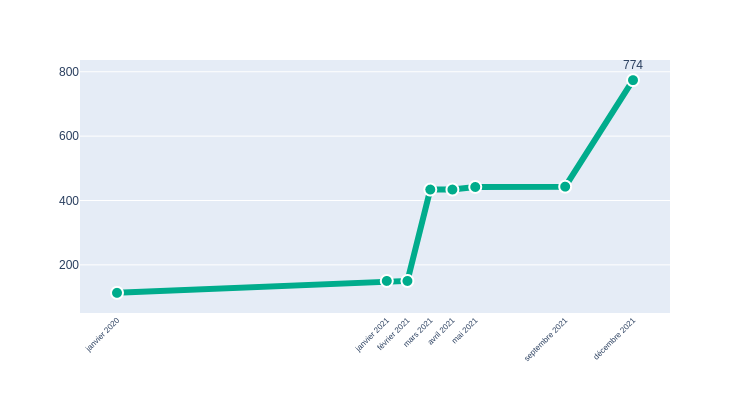 774
800
600
400
200
janvier 2020
janvier 2021
février 2021
mars 2021
avril 2021
mai 2021
septembre 2021
décembre 2021